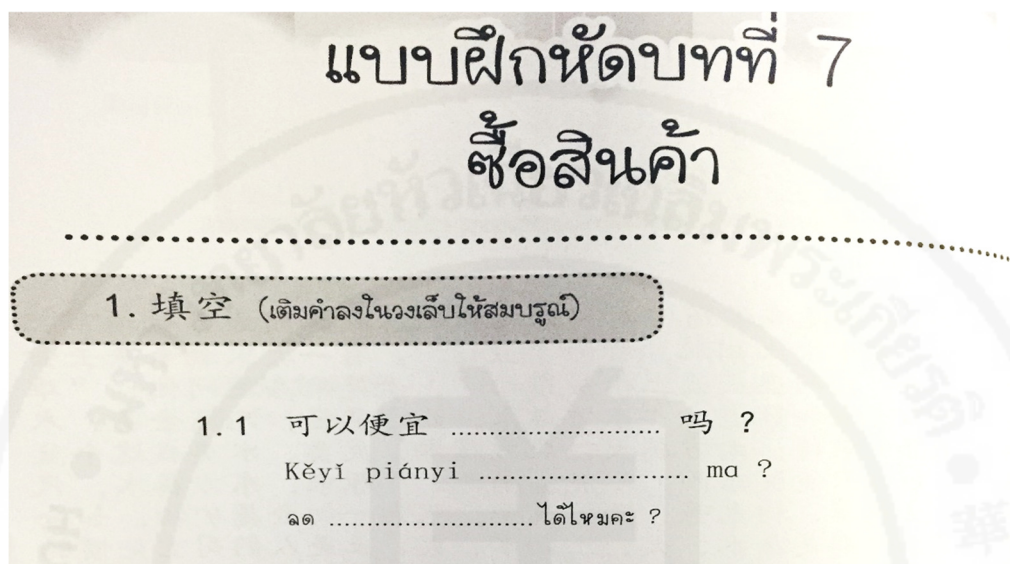 แบบฝึกหัดบทที่ 7
ซื้อสินค้า
1. 填空 (เติมคำลงในวงเล็บให้สมบรูณ์)
1.1 可以便宜 ........................... 吗 ?
Kěyǐ piányi ........................... ma ?
ลด ...........................ได้ไหมคะ ?